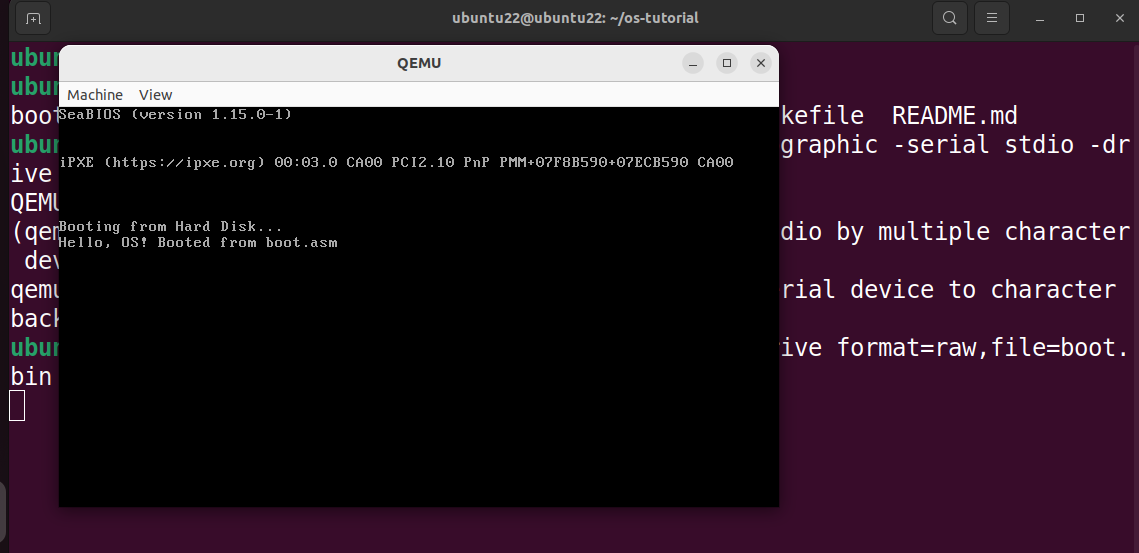 ubuntu22@ubuntu22: ~/os-tutorial
QEMU
Machine View
SeaBIOS (version 1.15.0-1)
iPXE (https://ipxe.org) 00:03.0 CA00 PCI2.10 PnP PMM+07F8B590+07ECB590 CA00
Booting from Hard Disk...
Hello, OS! Booted from boot.asm
ubun
ubun
boot kefile README.md
ubun graphic -serial stdio -dr
ive
QEMU
(qem dio by multiple character
dev
qemu rial device to character
back
ubun ive format=raw,file=boot.
bin